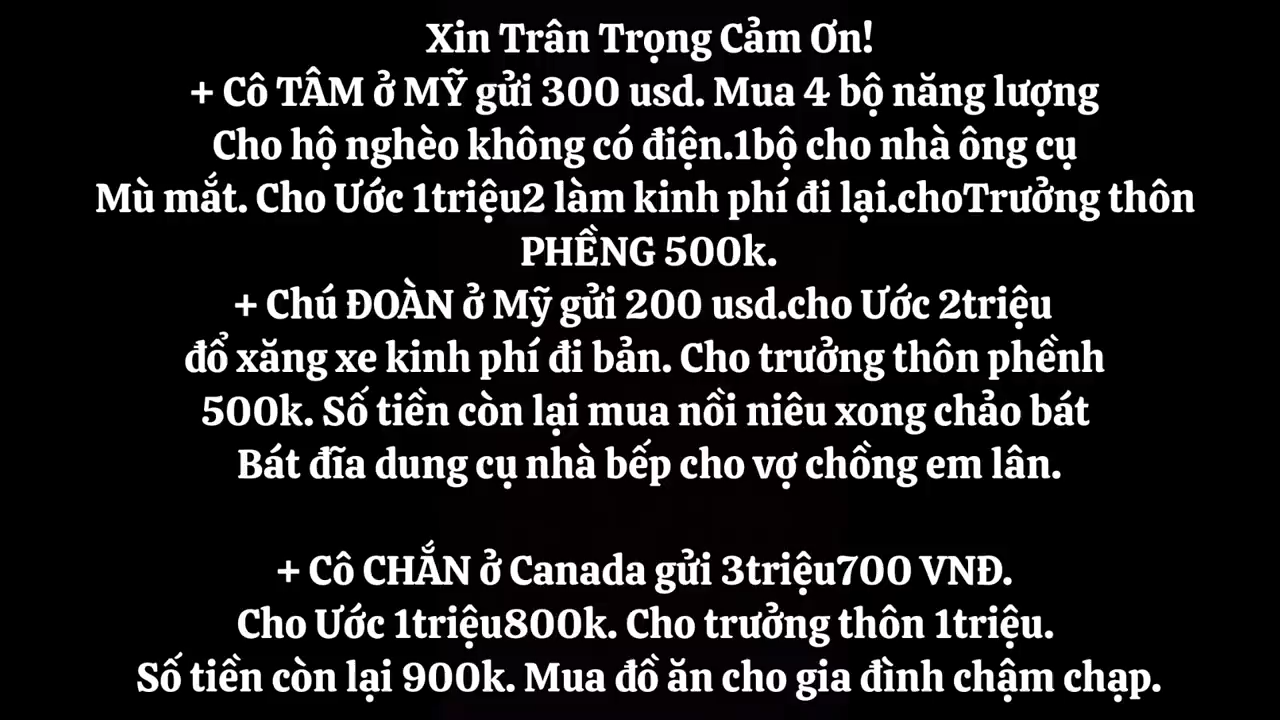 Xin Trân Trọng Cảm Ơn!
+ Cô TÂM ở MỸ gửi 300 usd. Mua 4 bộ năng lượng
Cho hộ nghèo không có điện.1bộ cho nhà ông cụ
Mù mắt. Cho Ước 1triệu2 làm kinh phí đi lại.choTrưởng thôn
PHỀNG 500k.
+ Chú ĐOÀN ở Mỹ gửi 200 usd.cho Ước 2triệu
đổ xăng xe kinh phí đi bản. Cho trưởng thôn phềnh
500k. Số tiền còn lại mua nồi niêu xong chảo bát
Bát đĩa dung cụ nhà bếp cho vợ chồng em lân.
+ Cô CHẮN ở Canada gửi 3triệu700 VNĐ.
Cho Ước 1triệu800k. Cho trưởng thôn 1triệu.
Số tiền còn lại 900k. Mua đồ ăn cho gia đình chậm chạp.